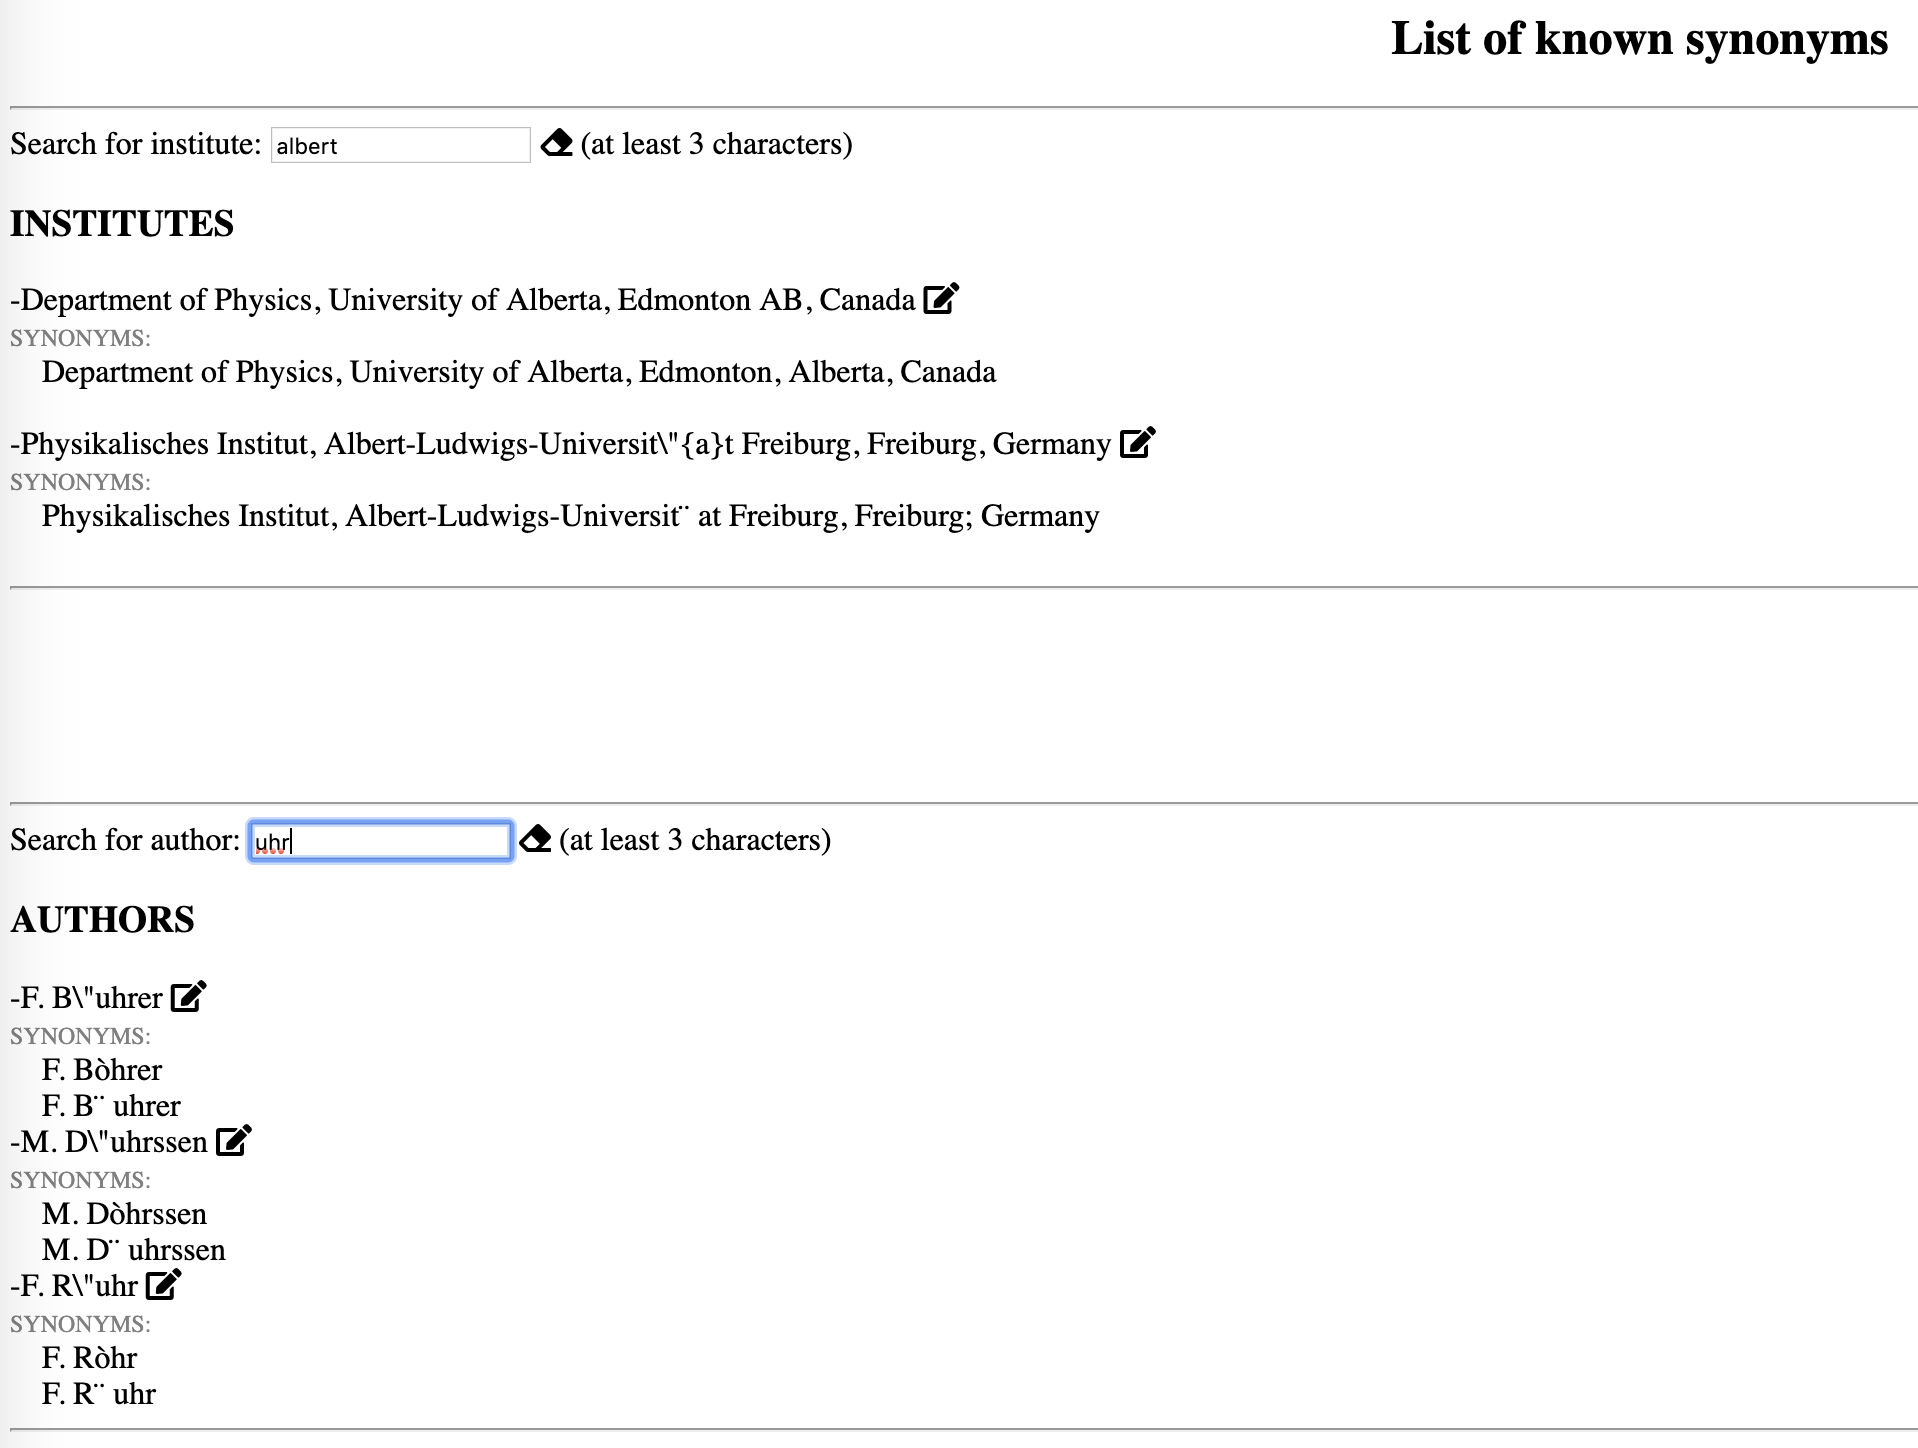 List of known synonyms
Search for institute: albert (at least 3 characters)
INSTITUTES
-Department of Physics, University of Alberta, Edmonton AB, Canada
SYNONYMS:
Department of Physics, University of Alberta, Edmonton, Alberta, Canada
-Physikalisches Institut, Albert-Ludwigs-Universit\"{a}t Freiburg, Freiburg, Germany
SYNONYMS:
Physikalisches Institut, Albert-Ludwigs-Universit¨ at Freiburg, Freiburg; Germany
Search for author: uhr (at least 3 characters)
AUTHORS
-F. B\"uhrer
SYNONYMS:
F. Bòhrer
F. B¨ uhrer
-M. D\"uhrssen
SYNONYMS:
M. Dòhrssen
M. D¨ uhrssen
-F. R\"uhr
SYNONYMS:
F. Ròhr
F. R¨ uhr